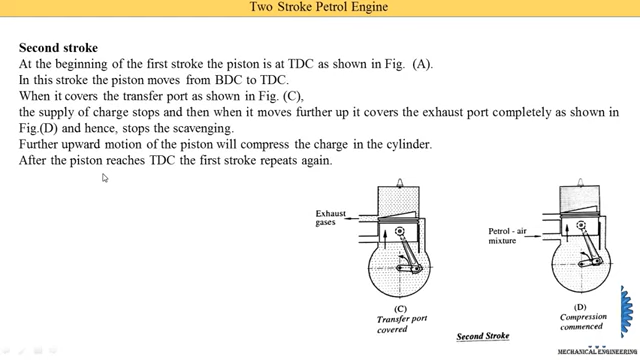 Two Stroke Petrol Engine
Second stroke
At the beginning of the first stroke the piston is at TDC as shown in Fig. (A).
In this stroke the piston moves from BDC to TDC.
When it covers the transfer port as shown in Fig. (C),
the supply of charge stops and then when it moves further up it covers the exhaust port completely as shown in
Fig.(D) and hence, stops the scavenging.
Further upward motion of the piston will compress the charge in the cylinder.
After the piston reaches TDC the first stroke repeats again.
Exhaust
gases
(C)
Transfer port
covered
Petrol - air
mixture
(D)
Compression
commenced
Second Stroke
MECHANICAL ENGINEERING